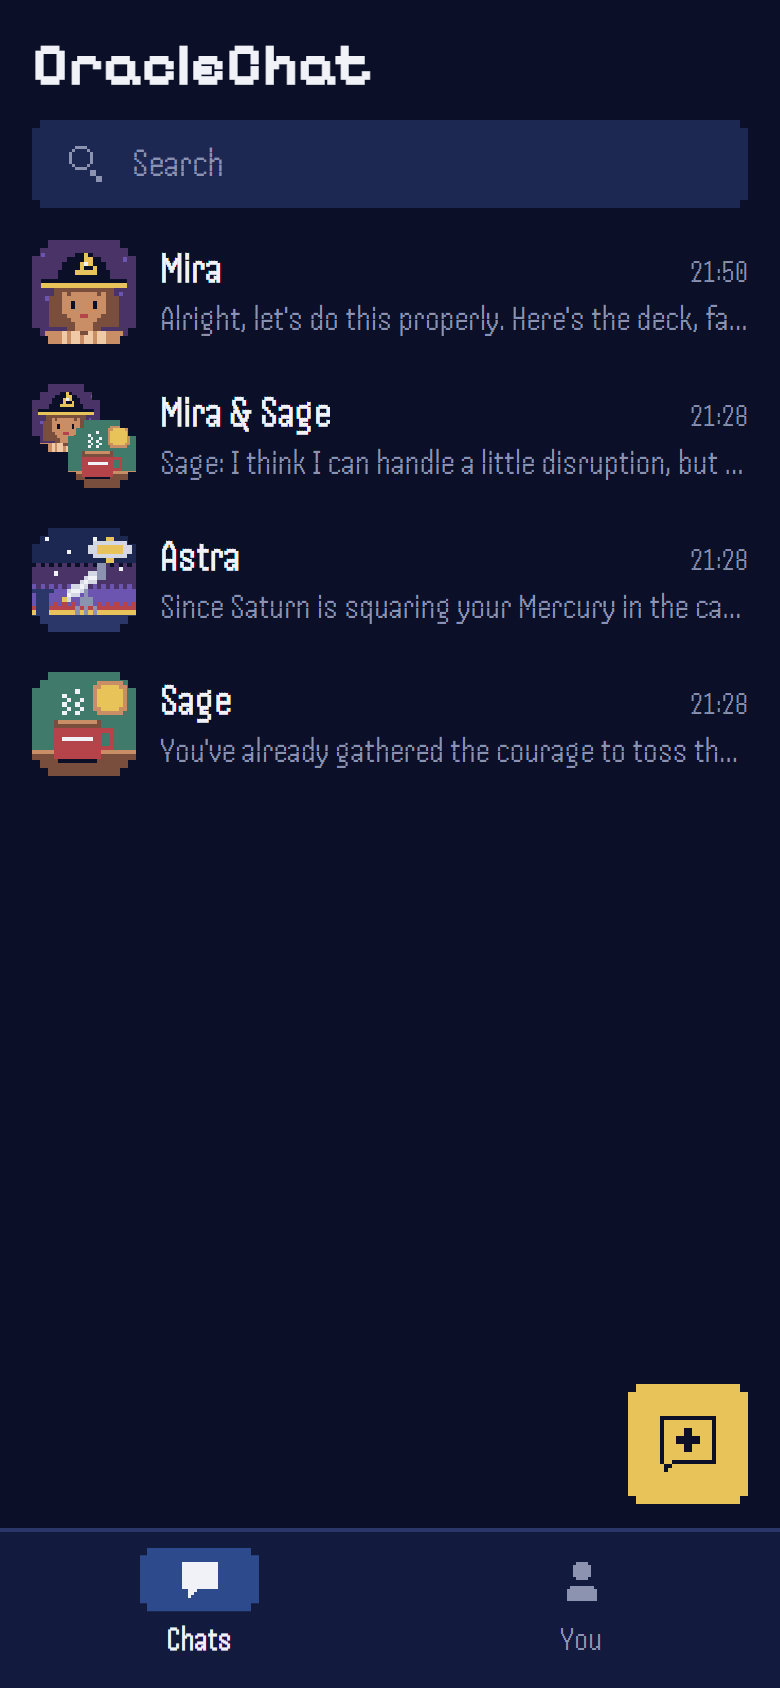 OracleChat
Search
Mira
21:50
Alright, let's do this properly. Here's the deck, fa...
Mira & Sage
21:28
Sage: I think I can handle a little disruption, but ...
Astra
21:28
Since Saturn is squaring your Mercury in the ca...
Sage
21:28
You've already gathered the courage to toss th...
Chats
You